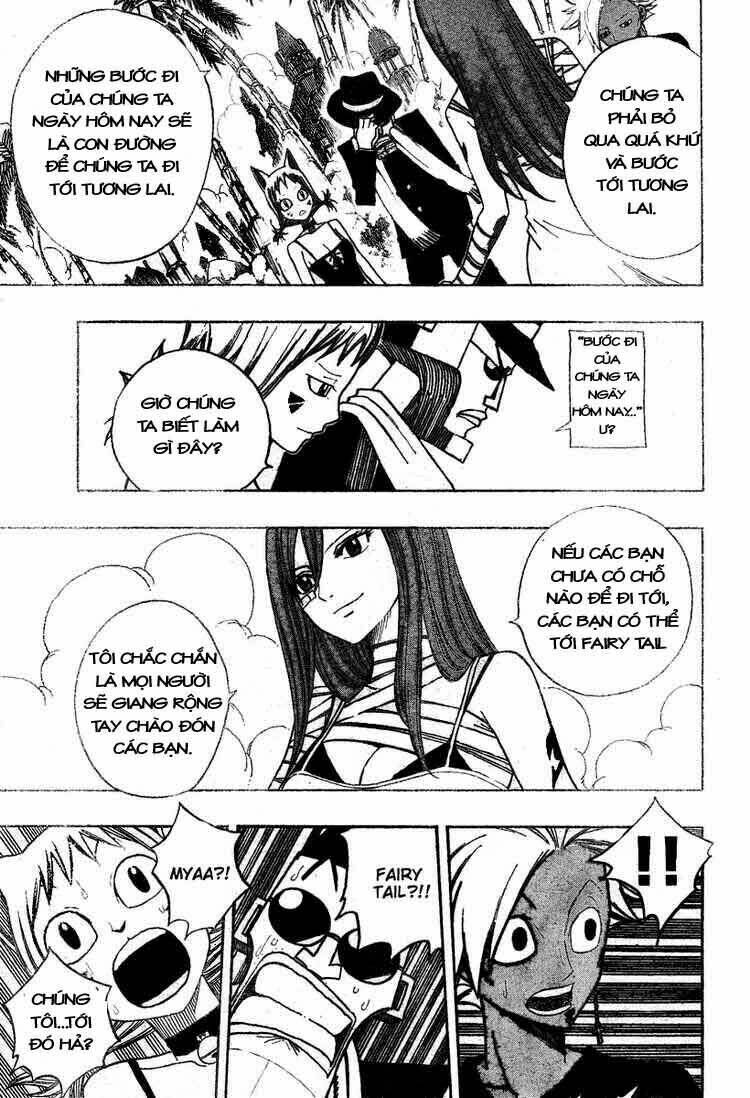 CHÚNG TA
PHẢI BỎ
QUA QUÁ KHỨ
VÀ BƯỚC
TỚI TƯƠNG
LAI.
NHỮNG BƯỚC ĐI
CỦA CHÚNG TA
NGÀY HÔM NAY SẼ
LÀ CON ĐƯỜNG
ĐỂ CHÚNG TA ĐI
TỚI TƯƠNG LAI.
"BƯỚC ĐI
CỦA
CHÚNG TA
NGÀY
HÔM NAY.."
Ư?
GIỜ CHÚNG
TA BIẾT LÀM
GÌ ĐÂY?
NẾU CÁC BẠN
CHƯA CÓ CHỖ
NÀO ĐỂ ĐI TỚI,
CÁC BẠN CÓ THỂ
TỚI FAIRY TAIL
TÔI CHẮC CHẮN
LÀ MỌI NGƯỜI
SẼ GIANG RỘNG
TAY CHÀO ĐÓN
CÁC BẠN.
!!
FAIRY
TAIL?!!
MYAA?!
CHÚNG
TÔI..TỚI
ĐÓ HẢ?